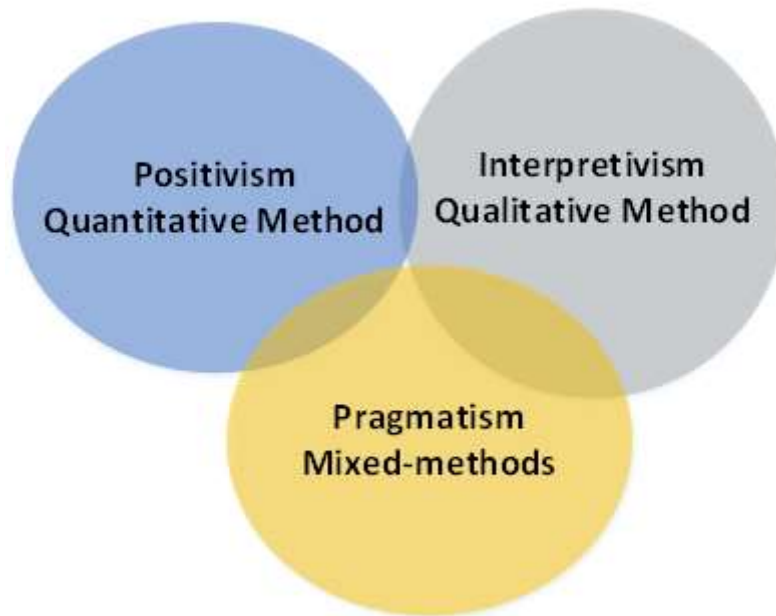 Positivism
Quantitative Method
Interpretivism
Qualitative Method
Pragmatism
Mixed-methods